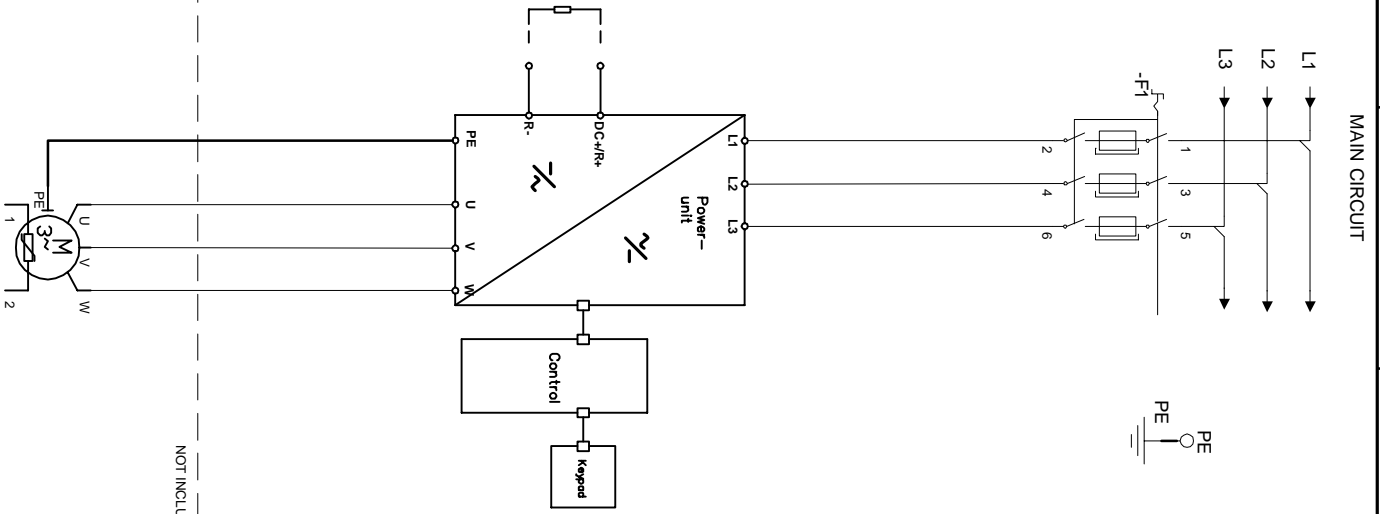 MAIN CIRCUIT
L1
L2
L3
-F1
1
3
5
2
4
6
PE
PE
L1
L2
L3
Power-
unit
DC+/R+
R-
PE
U
V
W
Control
Keypad
NOT INCLU
PE
U
V
W
M
3~
1
2